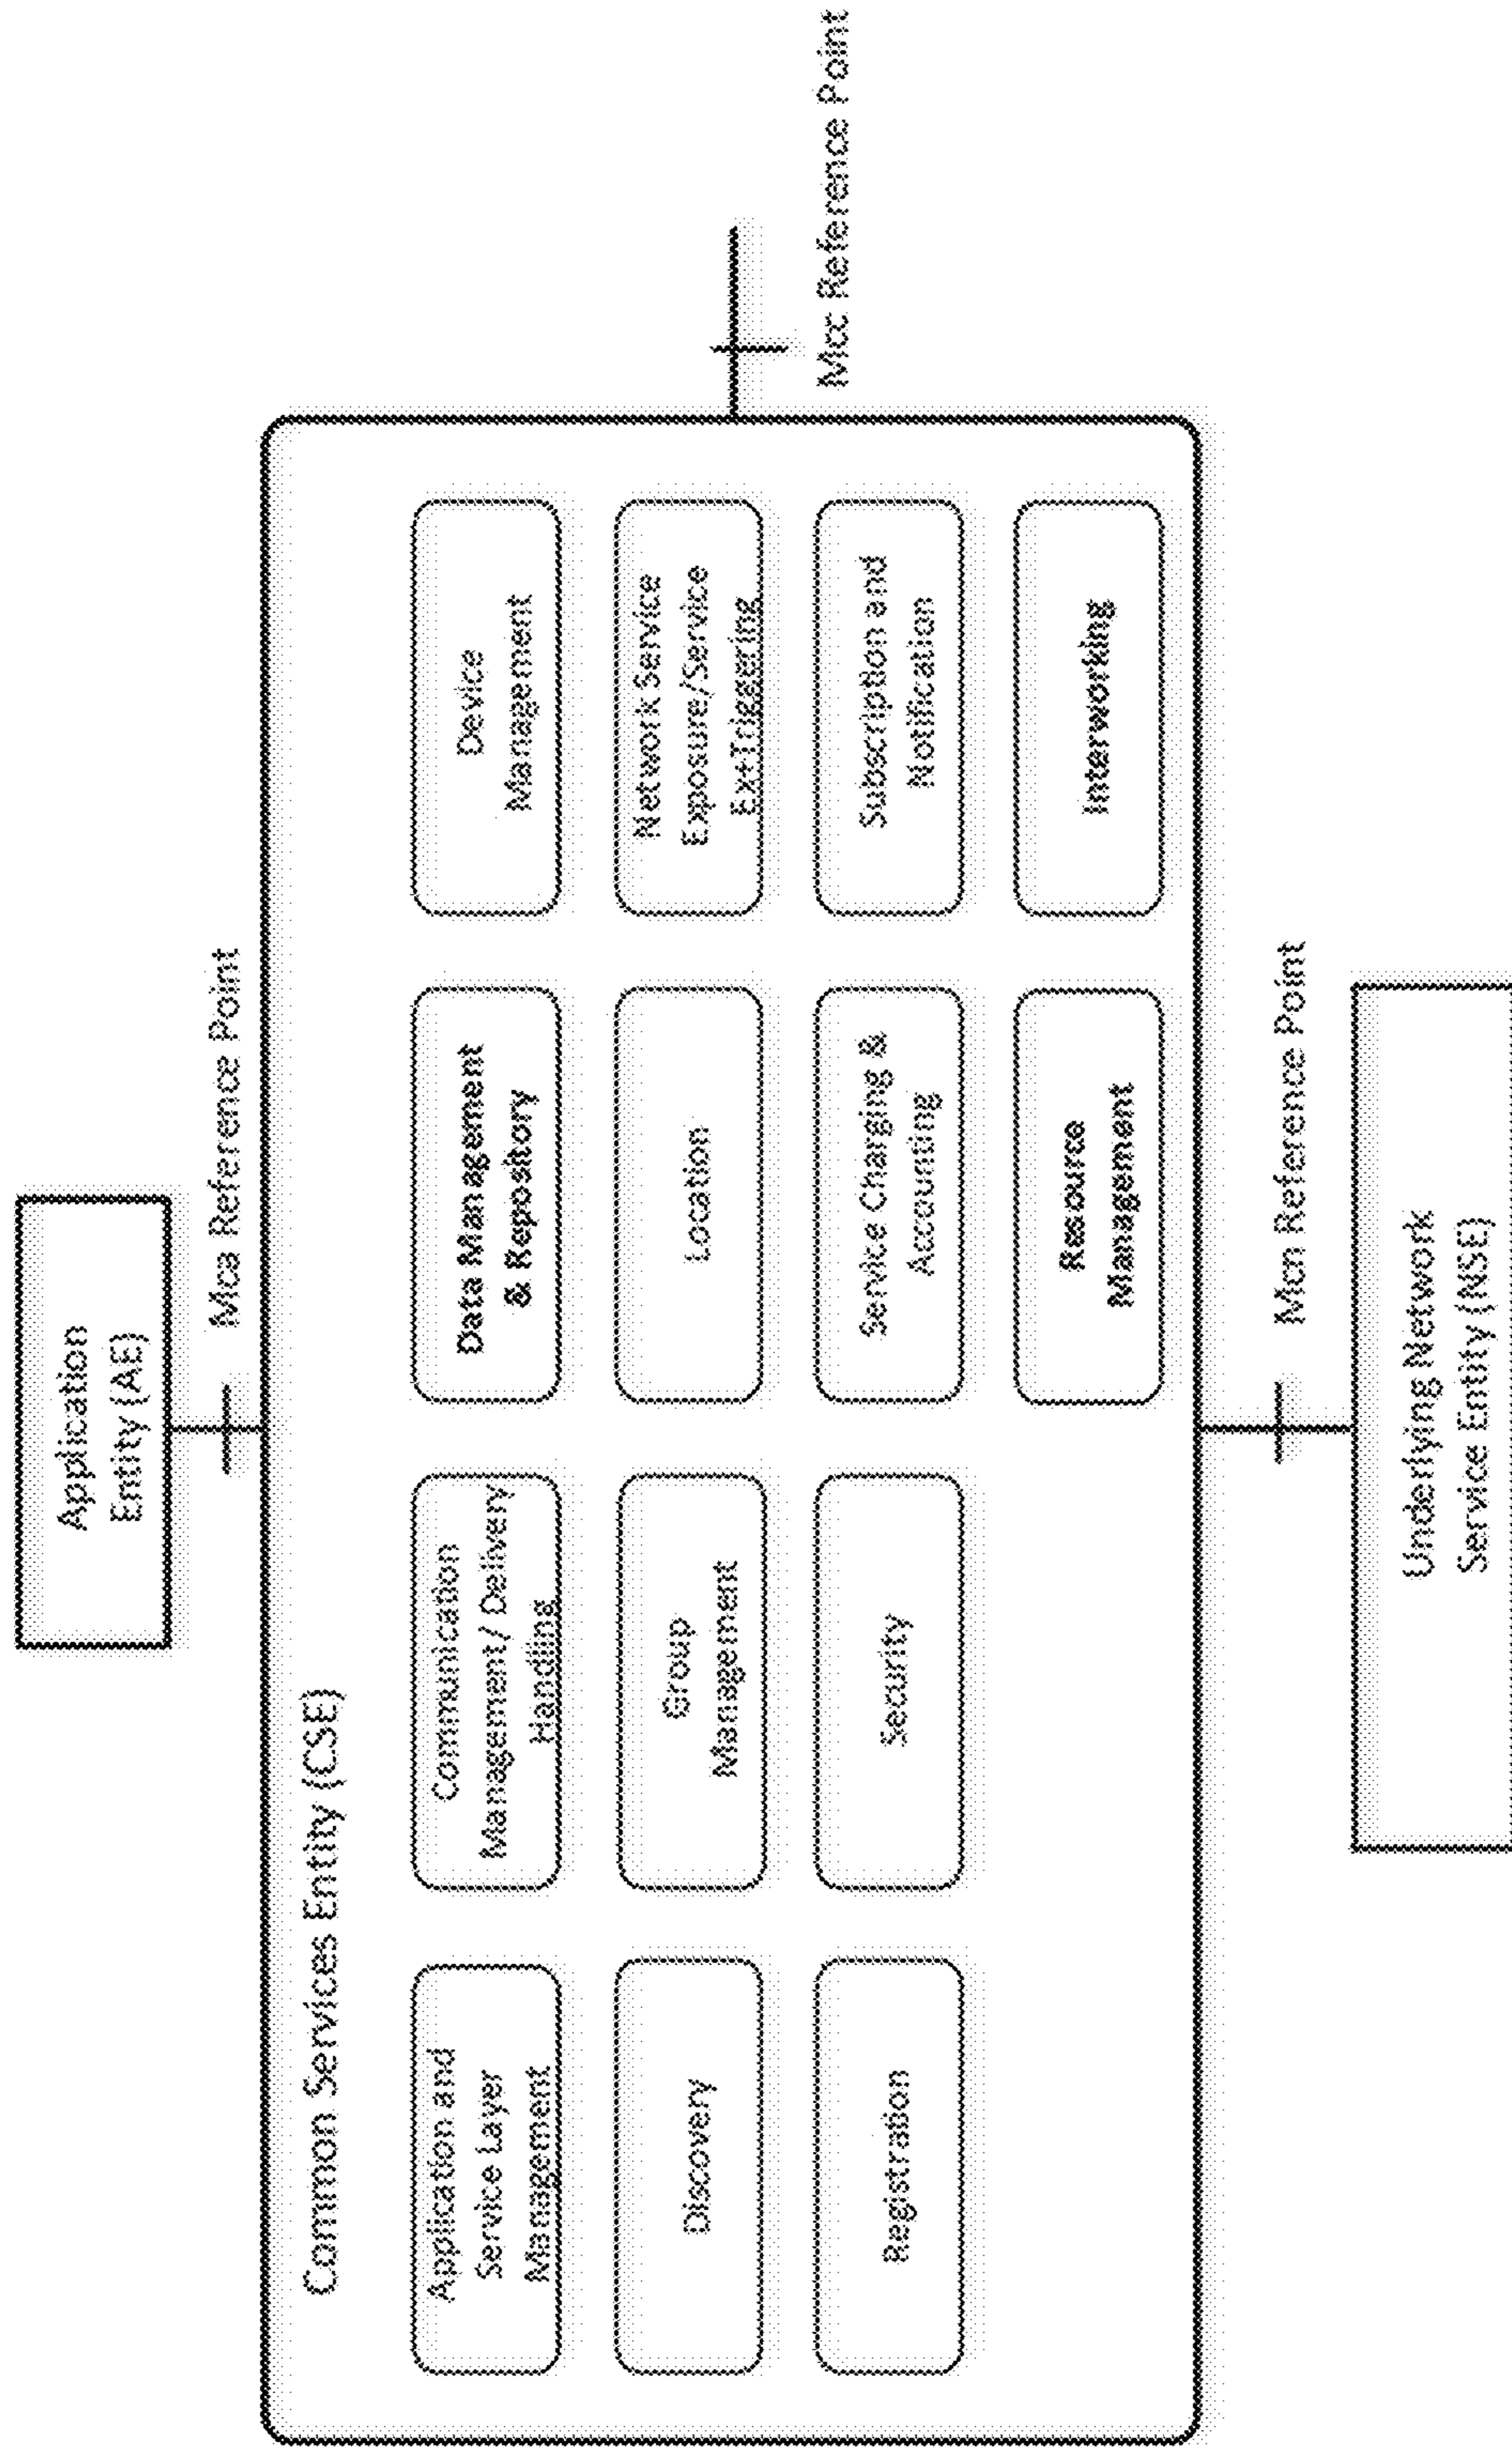 Application
Entity (AE)
Mca Reference Point
Common Services Entity (CSE)
Application and
Service Layer
Management
Communication
Management/ Delivery
Handling
Data Management
& Repository
Device
Management
Discovery
Group
Management
Location
Network Service
Exposure/Service
Ex+Triggering
Registration
Security
Service Charging &
Accounting
Subscription and
Notification
Resource
Management
Interworking
Mcc Reference Point
Mcn Reference Point
Underlying Network
Service Entity (NSE)